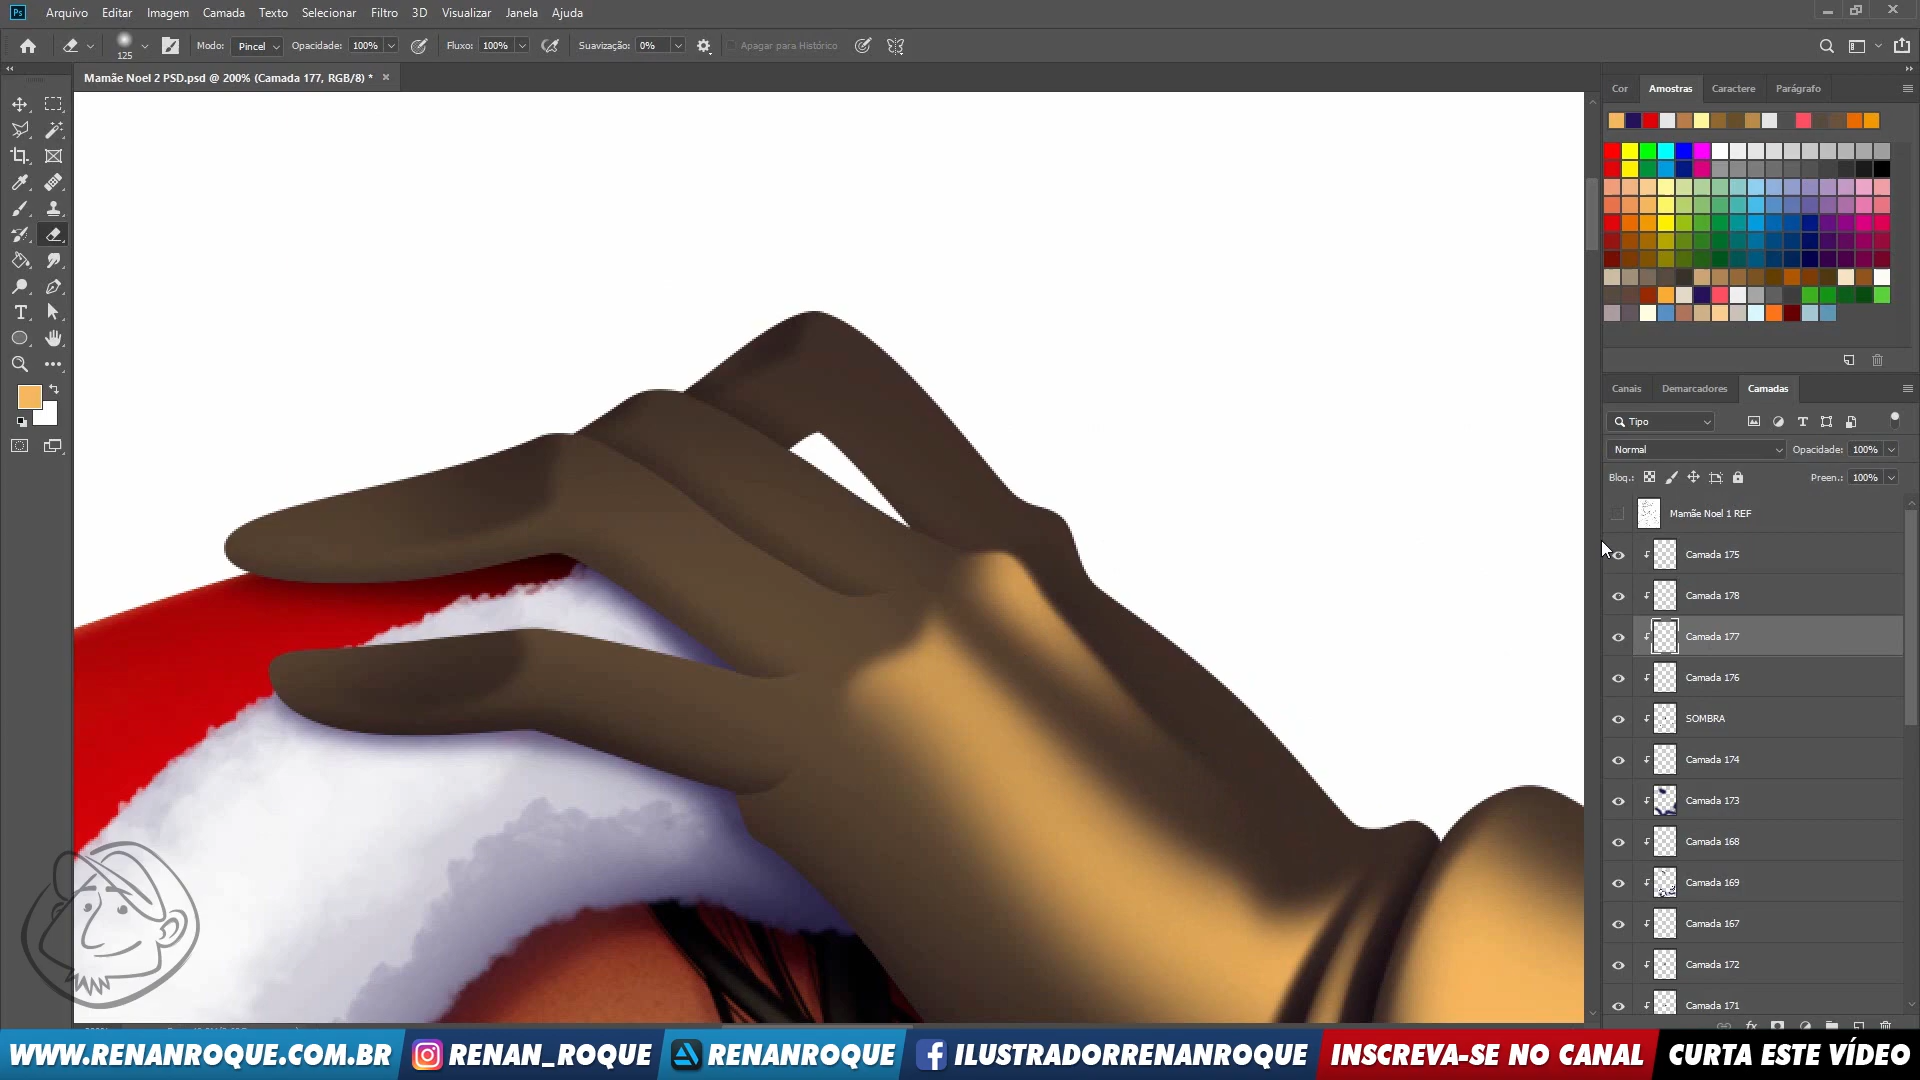 Ps Arquivo Editar Imagem Camada Texto Selecionar Filtro 3D Visualizar Janela Ajuda
125 Modo: Pincel Opacidade: 100% Fluxo: 100% Suavização: 0% Apagar para Histórico
Mamãe Noel 2 PSD.psd @ 200% (Camada 177, RGB/8) *
Cor Amostras Caractere Parágrafo
Canais Demarcadores Camadas
Tipo
Normal Opacidade: 100%
Bloq.: Preen.: 100%
Mamãe Noel 1 REF
Camada 175
Camada 178
Camada 177
Camada 176
SOMBRA
Camada 174
Camada 173
Camada 168
Camada 169
Camada 167
Camada 172
Camada 171
WWW.RENANROQUE.COM.BR RENAN_ROQUE RENANROQUE ILUSTRADORRENANROQUE INSCREVA-SE NO CANAL CURTA ESTE VÍDEO